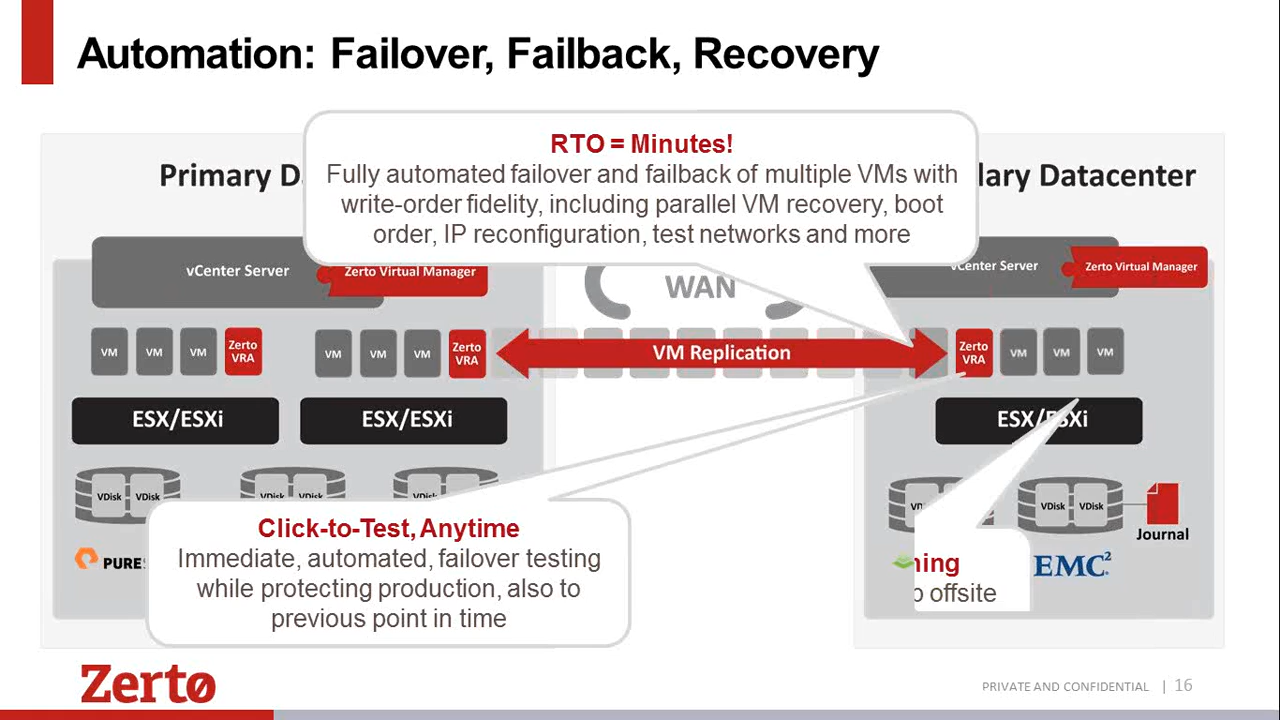 Automation: Failover, Failback, Recovery
RTO = Minutes!
Fully automated failover and failback of multiple VMs with
write-order fidelity, including parallel VM recovery, boot
order, IP reconfiguration, test networks and more
Primary D
dary Datacenter
vCenter Server
Zerto Virtual Manager
WAN
vCenter Server
Zerto Virtual Manager
VM VM VM Zerto VRA
VM VM VM Zerto VRA
VM Replication
Zerto VRA VM VM VM
ESX/ESXi
ESX/ESXi
ESX/ESXi
VDisk VDisk
VDisk VDisk
VDisk VDisk
VDisk VDisk
Journal
Click-to-Test, Anytime
Immediate, automated, failover testing
while protecting production, also to
previous point in time
PURE
ning
p offsite
EMC²
Zerto
PRIVATE AND CONFIDENTIAL | 16